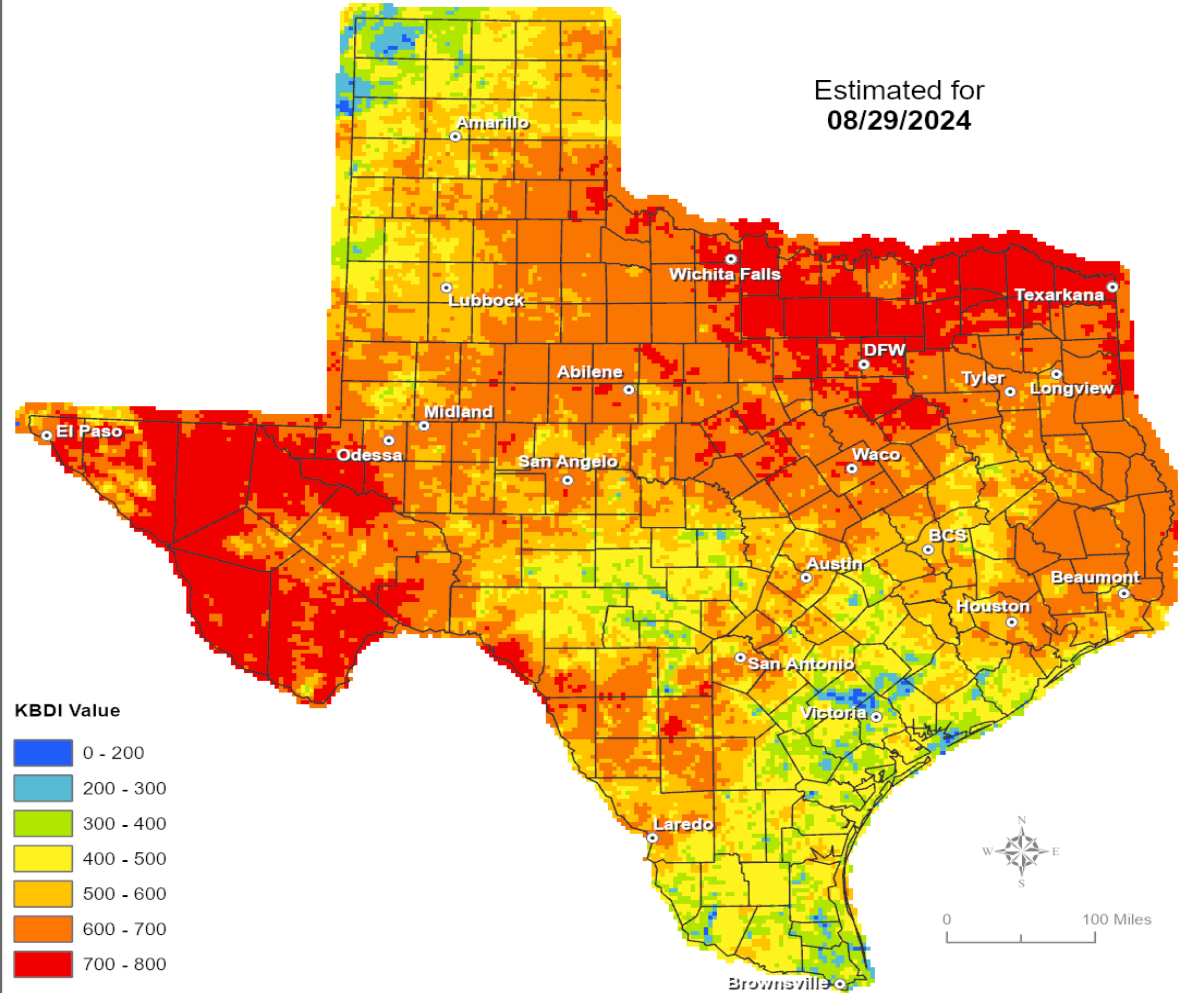 Estimated for
08/29/2024
Amarillo
Wichita Falls
Lubbock
Texarkana
DFW
Abilene
Tyler
Longview
Midland
El Paso
Odessa
San Angelo
Waco
BCS
Austin
Beaumont
Houston
San Antonio
Victoria
Laredo
Brownsville
KBDI Value
0 - 200
200 - 300
300 - 400
400 - 500
500 - 600
600 - 700
700 - 800
N
W E
S
0 100 Miles